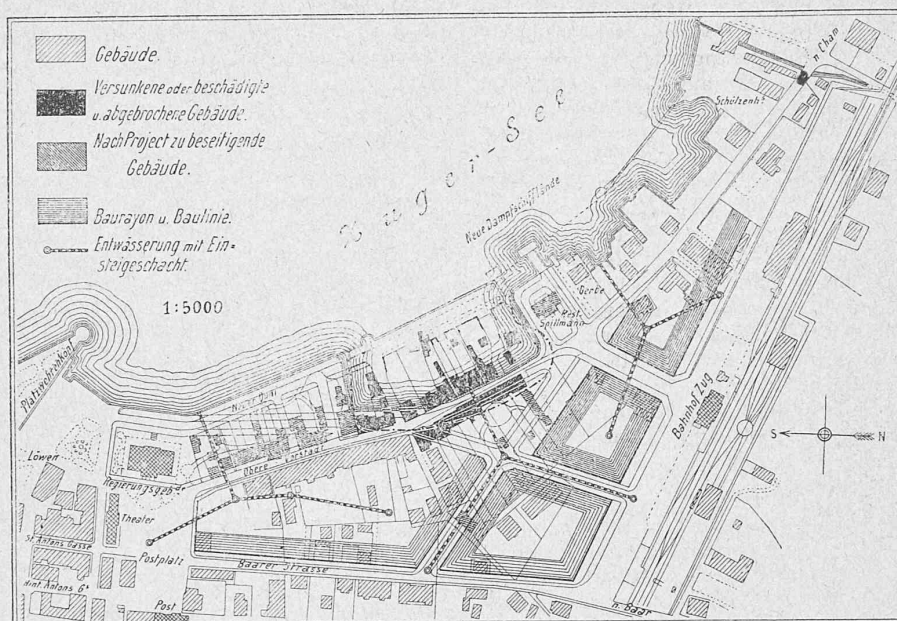 Gebäude.
Versunkene oder beschädigte
u. abgebrochene Gebäude.
Nach Project zu beseitigende
Gebäude.
Baurayon u. Baulinie.
Entwässerung mit Ein=
steigeschacht.
1:5000
Zuger-See
n. Cham
Schützenh.
Neue Dampfschifflände
Gerbe
Rest.
Spillmann
Bahnhof Zug
S N
Obere Vorstadt
Löwen
Regierungsgeb.
Theater
St. Antons Gasse
Postplatz
Hint. Antons G.
Baarer Strasse
Post
n. Baar